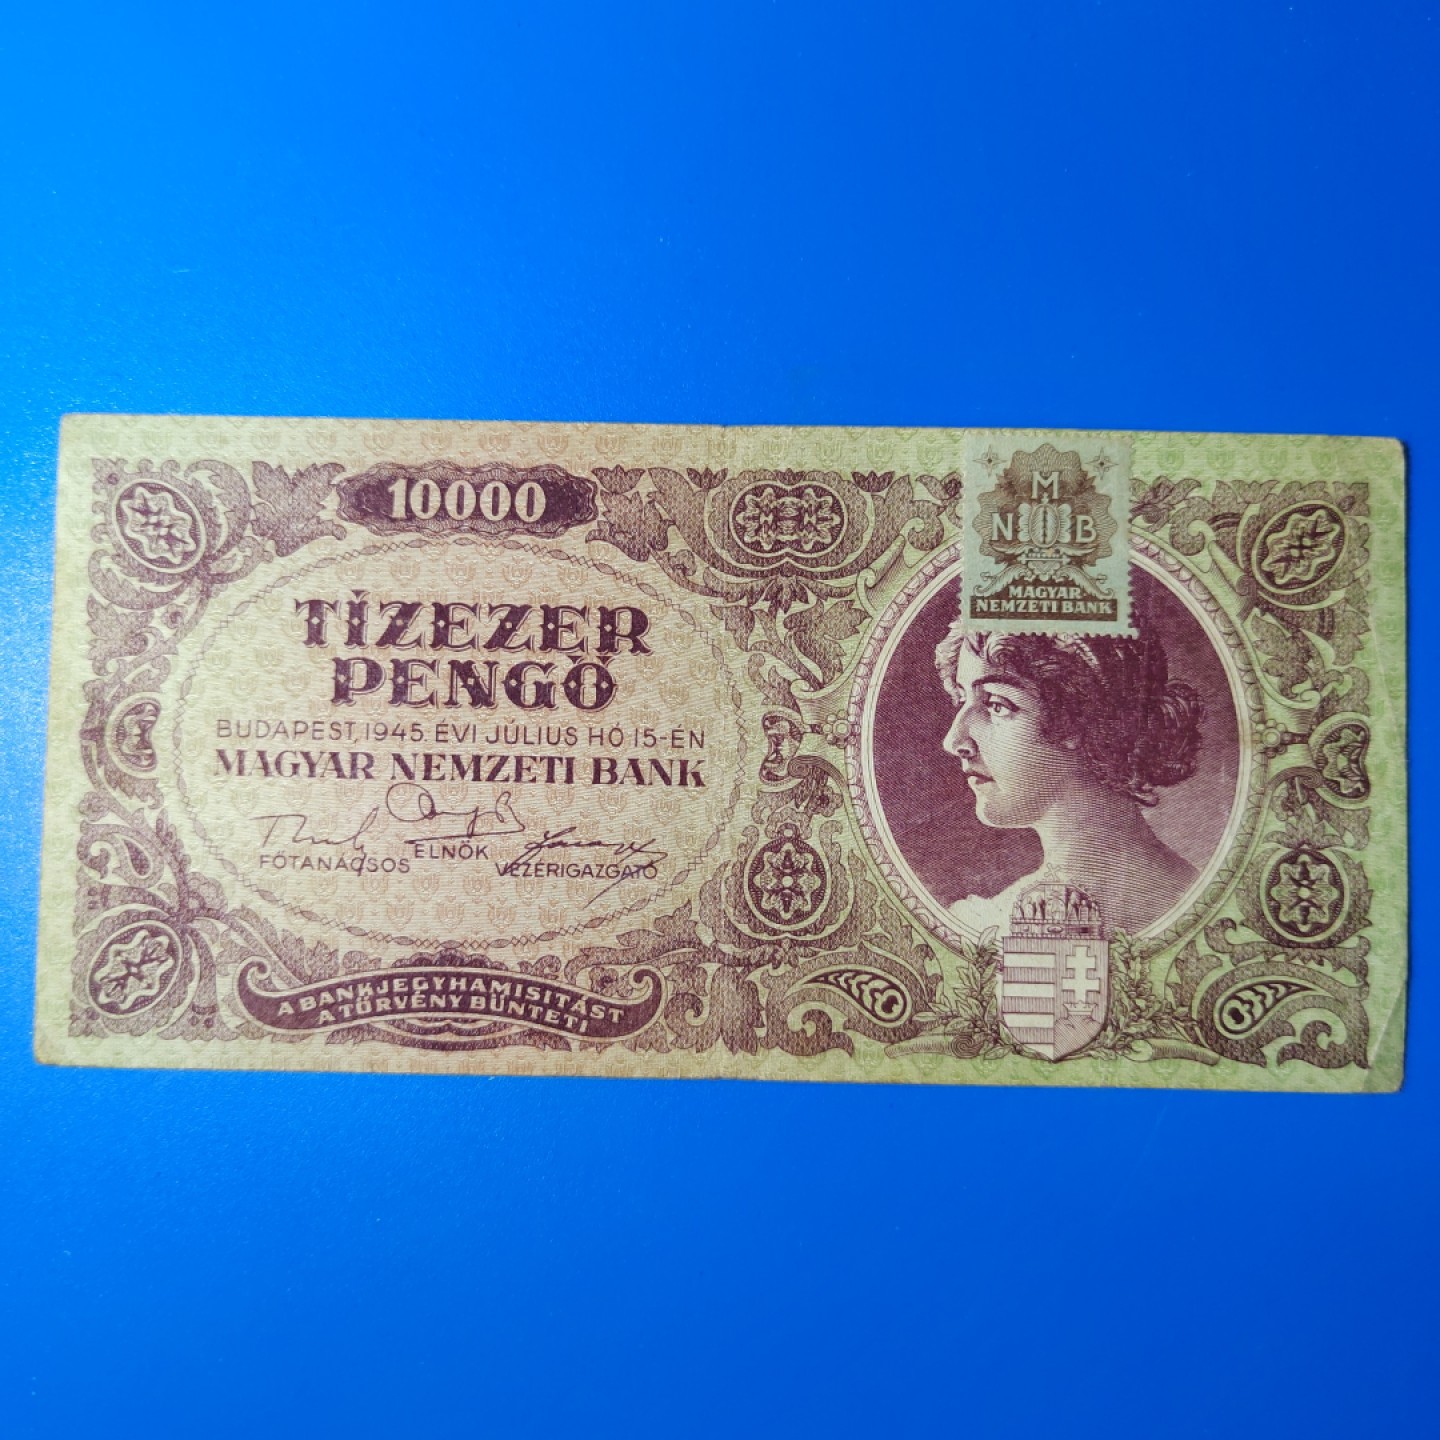 10000
TÍZEZER
PENGŐ
BUDAPEST, 1945. ÉVI JÚLIUS HÓ 15-ÉN
MAGYAR NEMZETI BANK
FŐTANÁCSOS
ELNÖK
VEZÉRIGAZGATÓ
A BANKJEGYHAMISITÁST
A TÖRVÉNY BÜNTETI
M
N B
MAGYAR
NEMZETI BANK